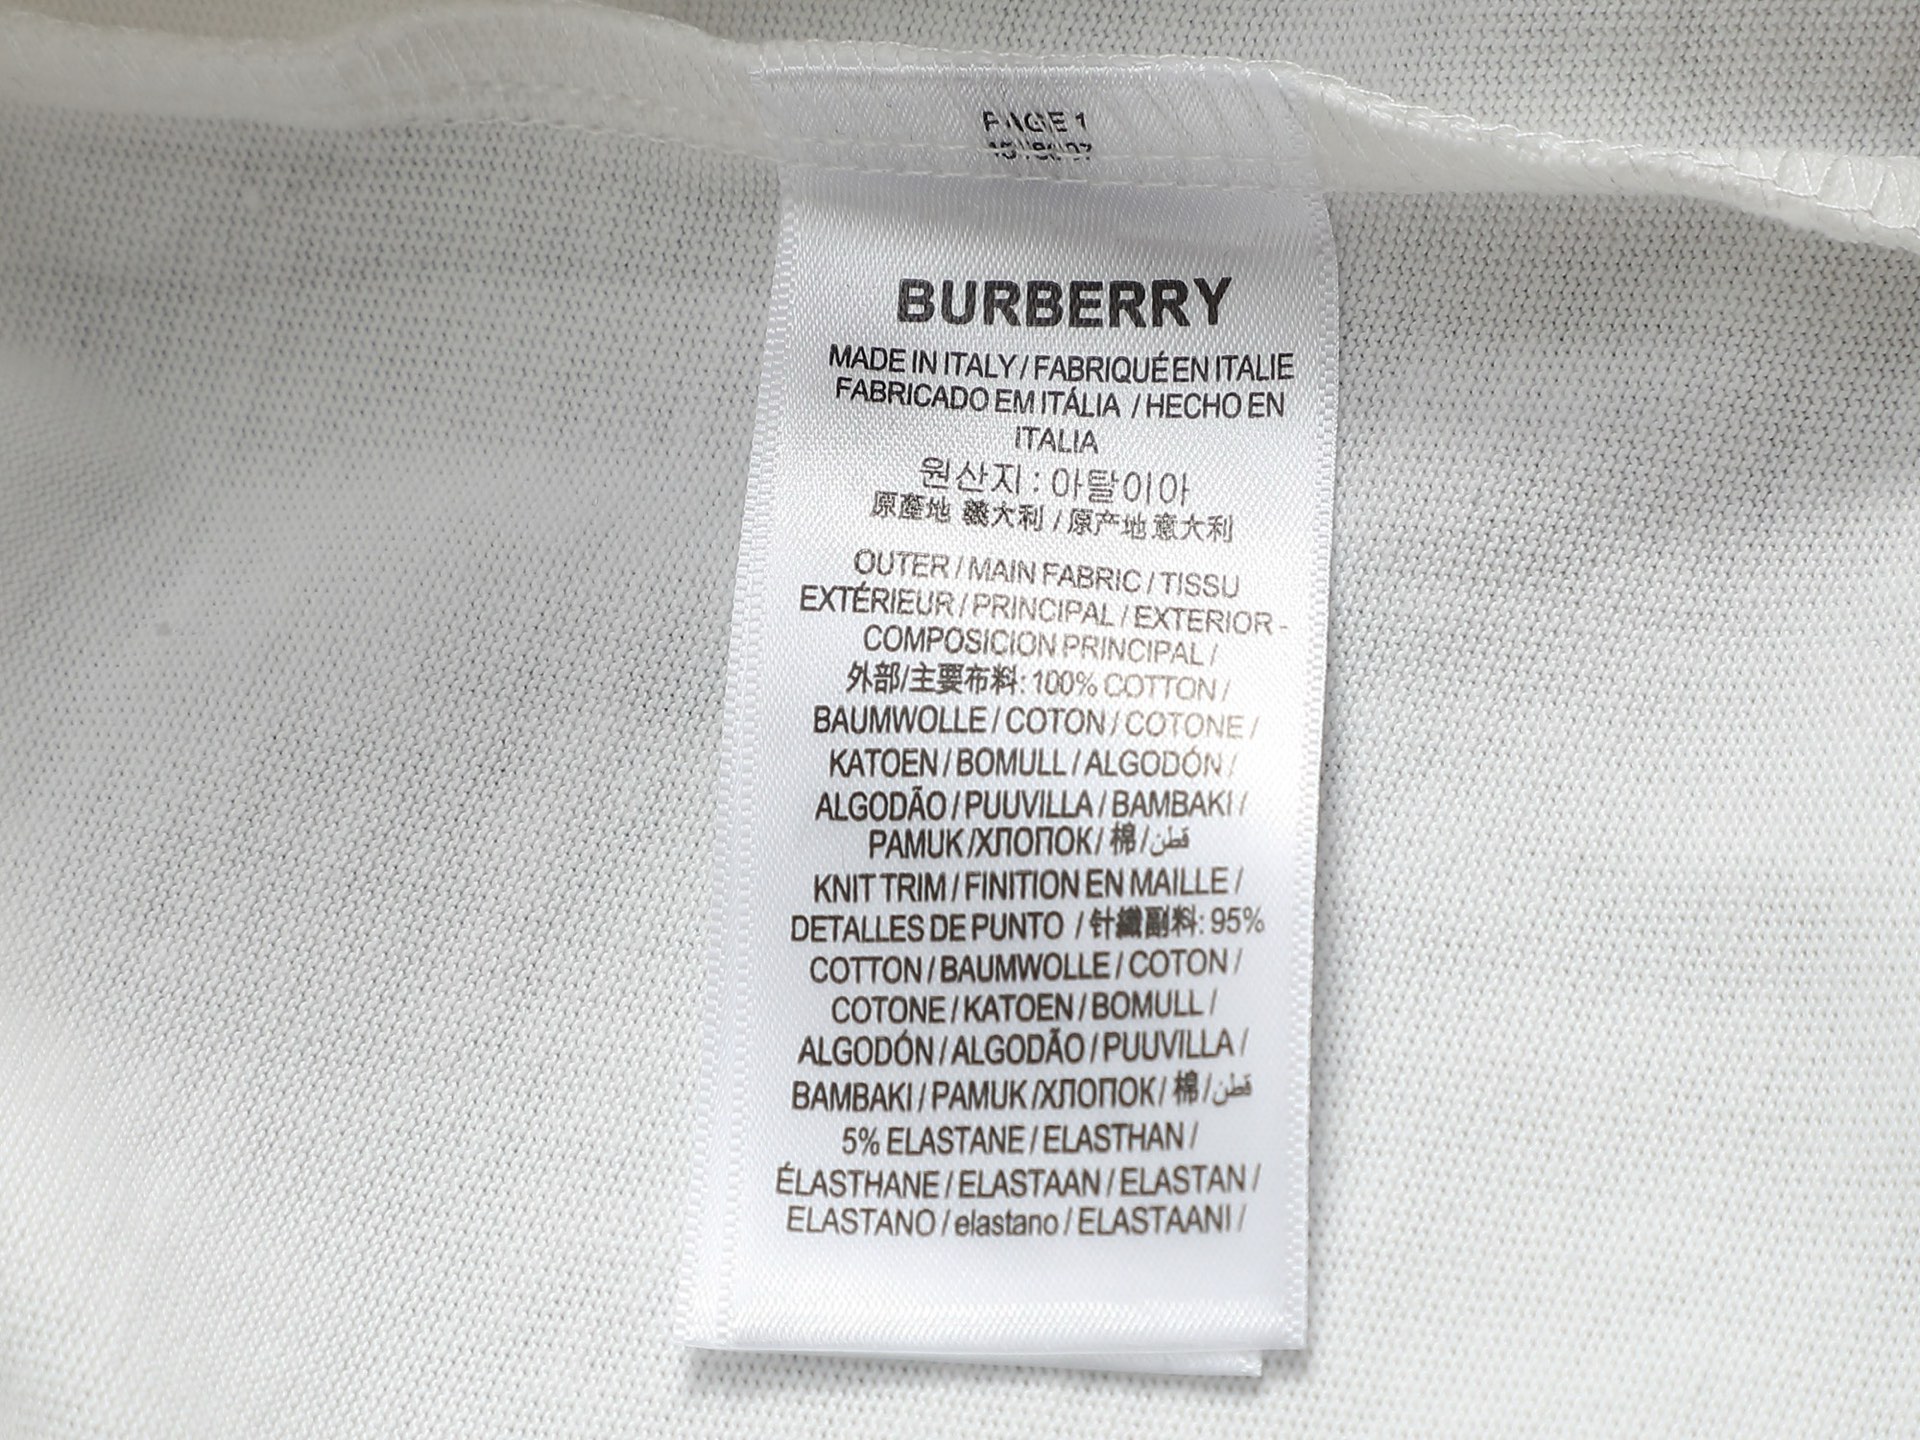 PAGE 1
BURBERRY
MADE IN ITALY / FABRIQUÉ EN ITALIE
FABRICADO EM ITÁLIA / HECHO EN
ITALIA
원산지 : 아탈이아
原產地 義大利 / 原产地 意大利
OUTER / MAIN FABRIC / TISSU
EXTÉRIEUR / PRINCIPAL / EXTERIOR -
COMPOSICION PRINCIPAL /
外部/主要布料: 100% COTTON /
BAUMWOLLE / COTON / COTONE /
KATOEN / BOMULL / ALGODÓN /
ALGODÃO / PUUVILLA / BAMBAKI /
PAMUK /ХЛОПОК/ 棉 /قطن
KNIT TRIM / FINITION EN MAILLE /
DETALLES DE PUNTO / 针織副料: 95%
COTTON / BAUMWOLLE / COTON /
COTONE / KATOEN / BOMULL /
ALGODÓN / ALGODÃO / PUUVILLA /
BAMBAKI / PAMUK /ХЛОПОК/ 棉 /قطن
5% ELASTANE / ELASTHAN /
ÉLASTHANE / ELASTAAN / ELASTAN /
ELASTANO / elastano / ELASTAANI /